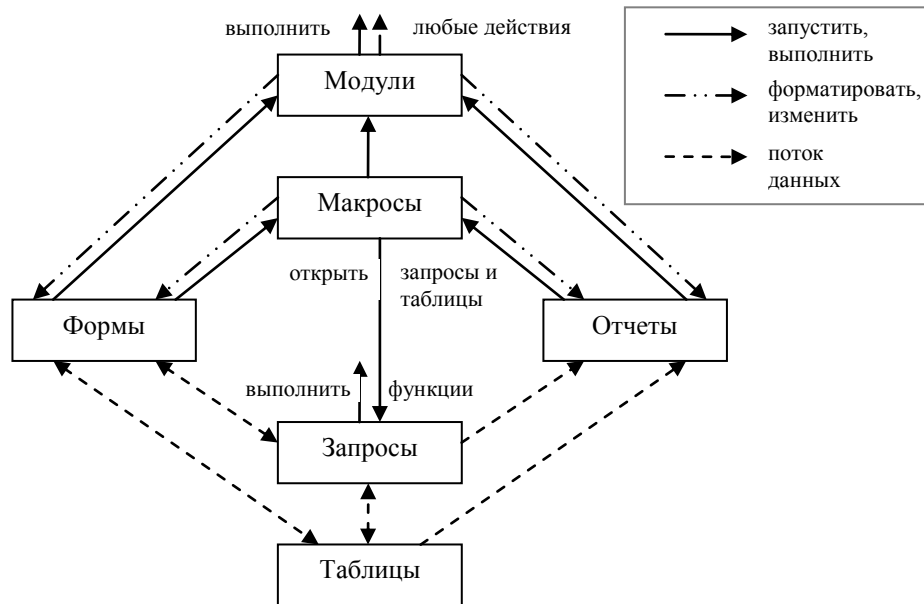 выполнить любые действия
Модули
Макросы
открыть запросы и
таблицы
Формы
Отчеты
выполнить функции
Запросы
Таблицы
запустить,
выполнить
форматировать,
изменить
поток
данных